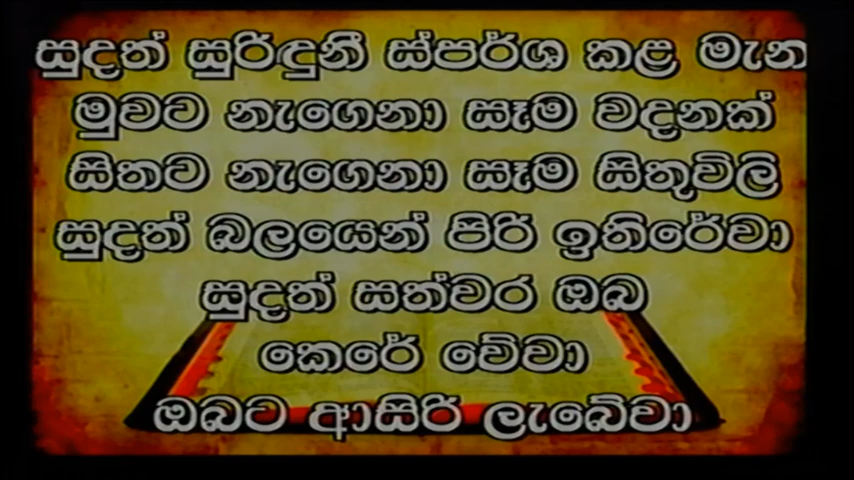 සුදත් සුරිඳුනී ස්පර්ශ කළ මැන
මුවට නැගෙනා සෑම වදනක්
සිතට නැගෙනා සෑම සිතුවිලි
සුදත් බලයෙන් පිරි ඉතිරේවා
සුදත් සත්වර ඔබ
කෙරේ වේවා
ඔබට ආසිරි ලැබේවා